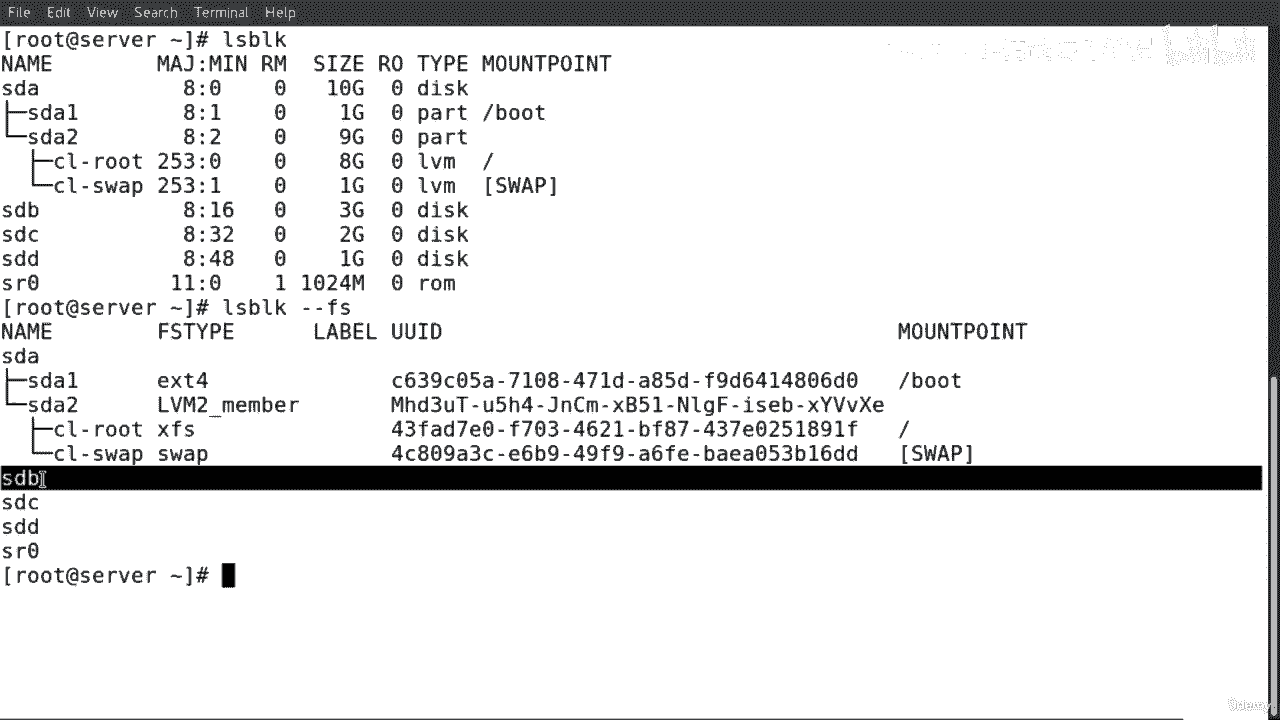 File Edit View Search Terminal Help
[root@server ~]# lsblk
NAME        MAJ:MIN RM  SIZE RO TYPE MOUNTPOINT
sda           8:0    0   10G  0 disk
├─sda1        8:1    0    1G  0 part /boot
└─sda2        8:2    0    9G  0 part
  ├─cl-root 253:0    0    8G  0 lvm  /
  └─cl-swap 253:1    0    1G  0 lvm  [SWAP]
sdb           8:16   0    3G  0 disk
sdc           8:32   0    2G  0 disk
sdd           8:48   0    1G  0 disk
sr0          11:0    1 1024M  0 rom
[root@server ~]# lsblk --fs
NAME        FSTYPE      LABEL UUID                                   MOUNTPOINT
sda
├─sda1      ext4              c639c05a-7108-471d-a85d-f9d6414806d0   /boot
└─sda2      LVM2_member       Mhd3uT-u5h4-JnCm-xB51-NlgF-iseb-xYVvXe
  ├─cl-root xfs               43fad7e0-f703-4621-bf87-437e0251891f   /
  └─cl-swap swap              4c809a3c-e6b9-49f9-a6fe-baea053b16dd   [SWAP]
sdb
sdc
sdd
sr0
[root@server ~]#
Udemy